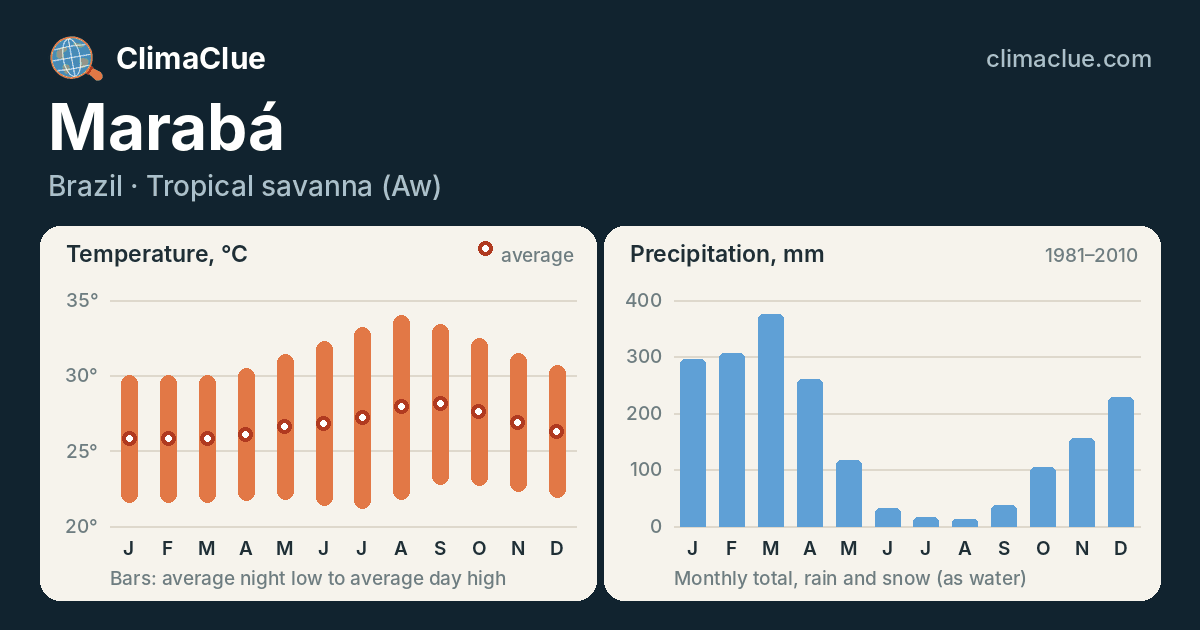 ClimaClue
climaclue.com
Marabá
Brazil · Tropical savanna (Aw)
Temperature, °C
average
35°
30°
25°
20°
J F M A M J J A S O N D
Bars: average night low to average day high
Precipitation, mm
1981–2010
400
300
200
100
0
J F M A M J J A S O N D
Monthly total, rain and snow (as water)